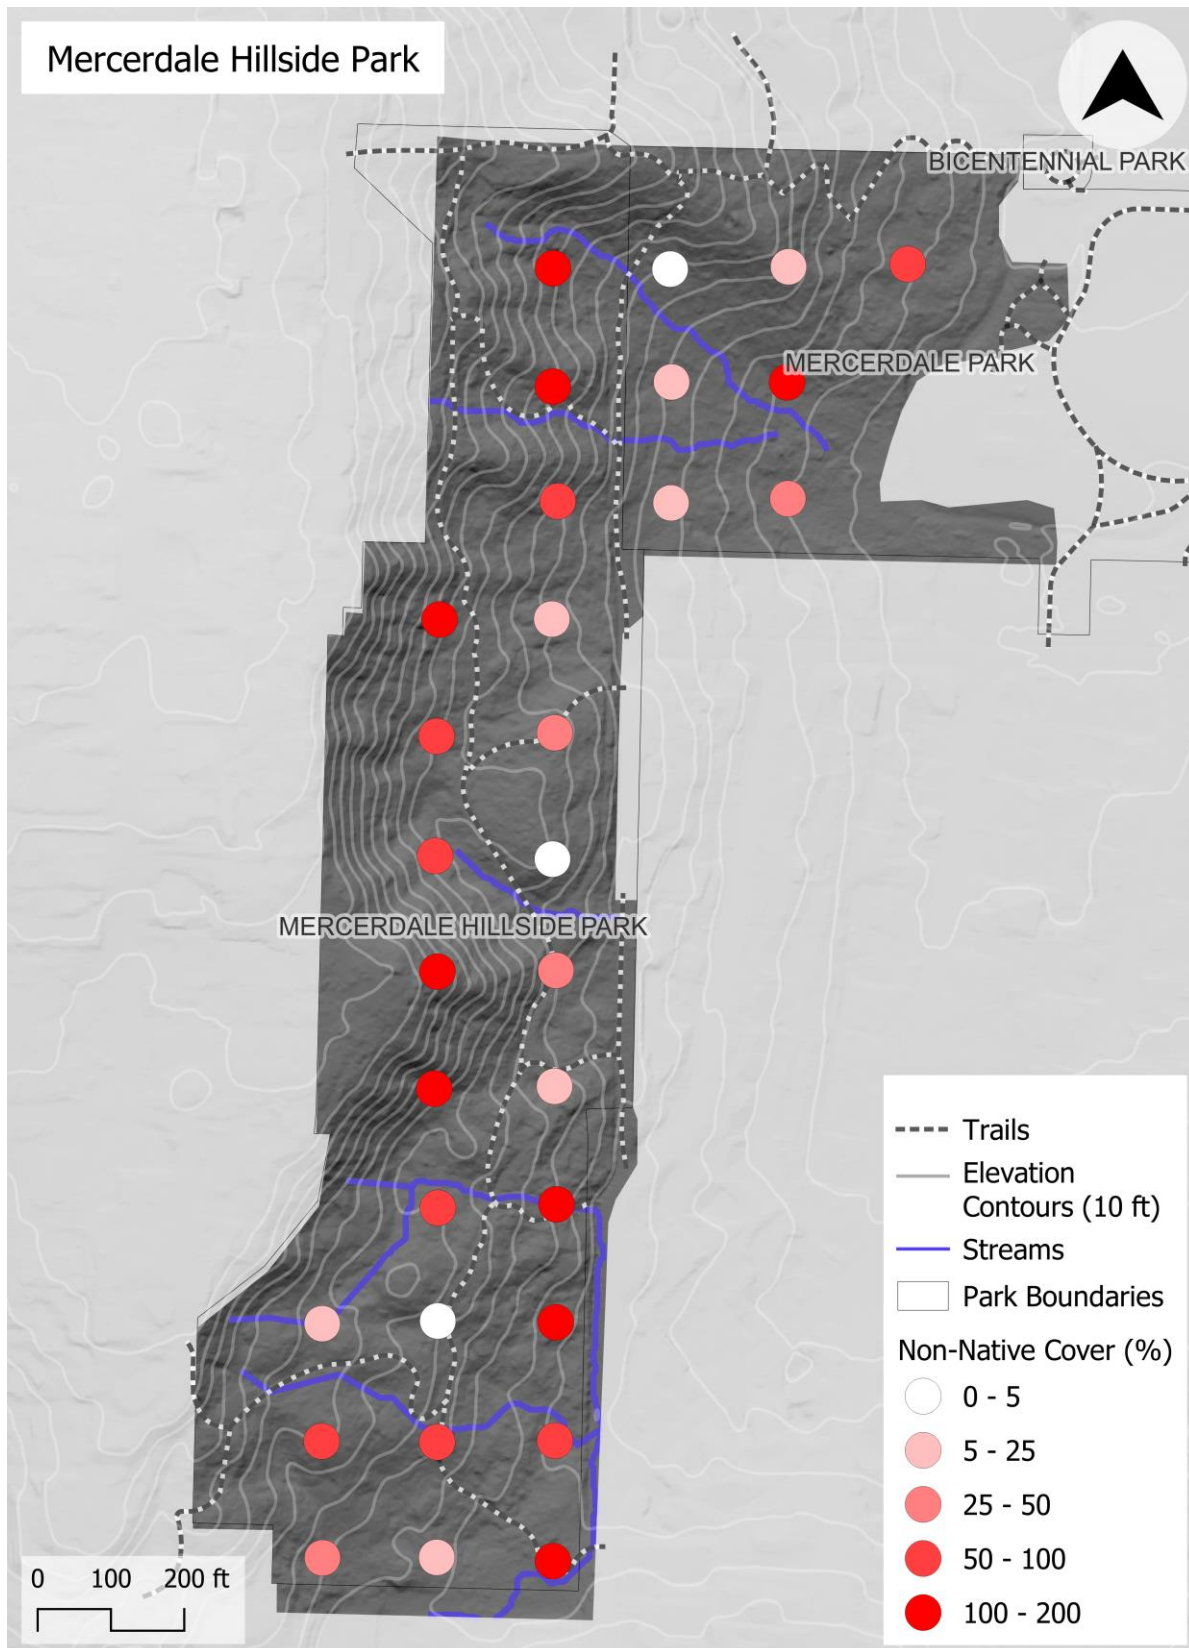 Mercerdale Hillside Park
BICENTENNIAL PARK
MERCERDALE PARK
MERCERDALE HILLSIDE PARK
Trails
Elevation
Contours (10 ft)
Streams
Park Boundaries
Non-Native Cover (%)
0 - 5
5 - 25
25 - 50
50 - 100
100 - 200
0 100 200 ft